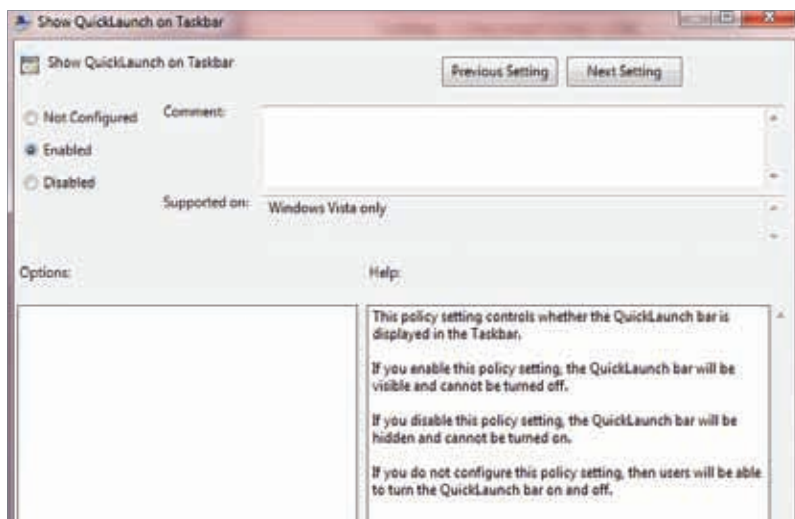 Show QuickLaunch on Taskbar
Show QuickLaunch on Taskbar
Previous Setting
Next Setting
Not Configured
Comment:
Enabled
Disabled
Supported on:
Windows Vista only
Options:
Help:
This policy setting controls whether the QuickLaunch bar is
displayed in the Taskbar.
If you enable this policy setting, the QuickLaunch bar will be
visible and cannot be turned off.
If you disable this policy setting, the QuickLaunch bar will be
hidden and cannot be turned on.
If you do not configure this policy setting, then users will be able
to turn the QuickLaunch bar on and off.